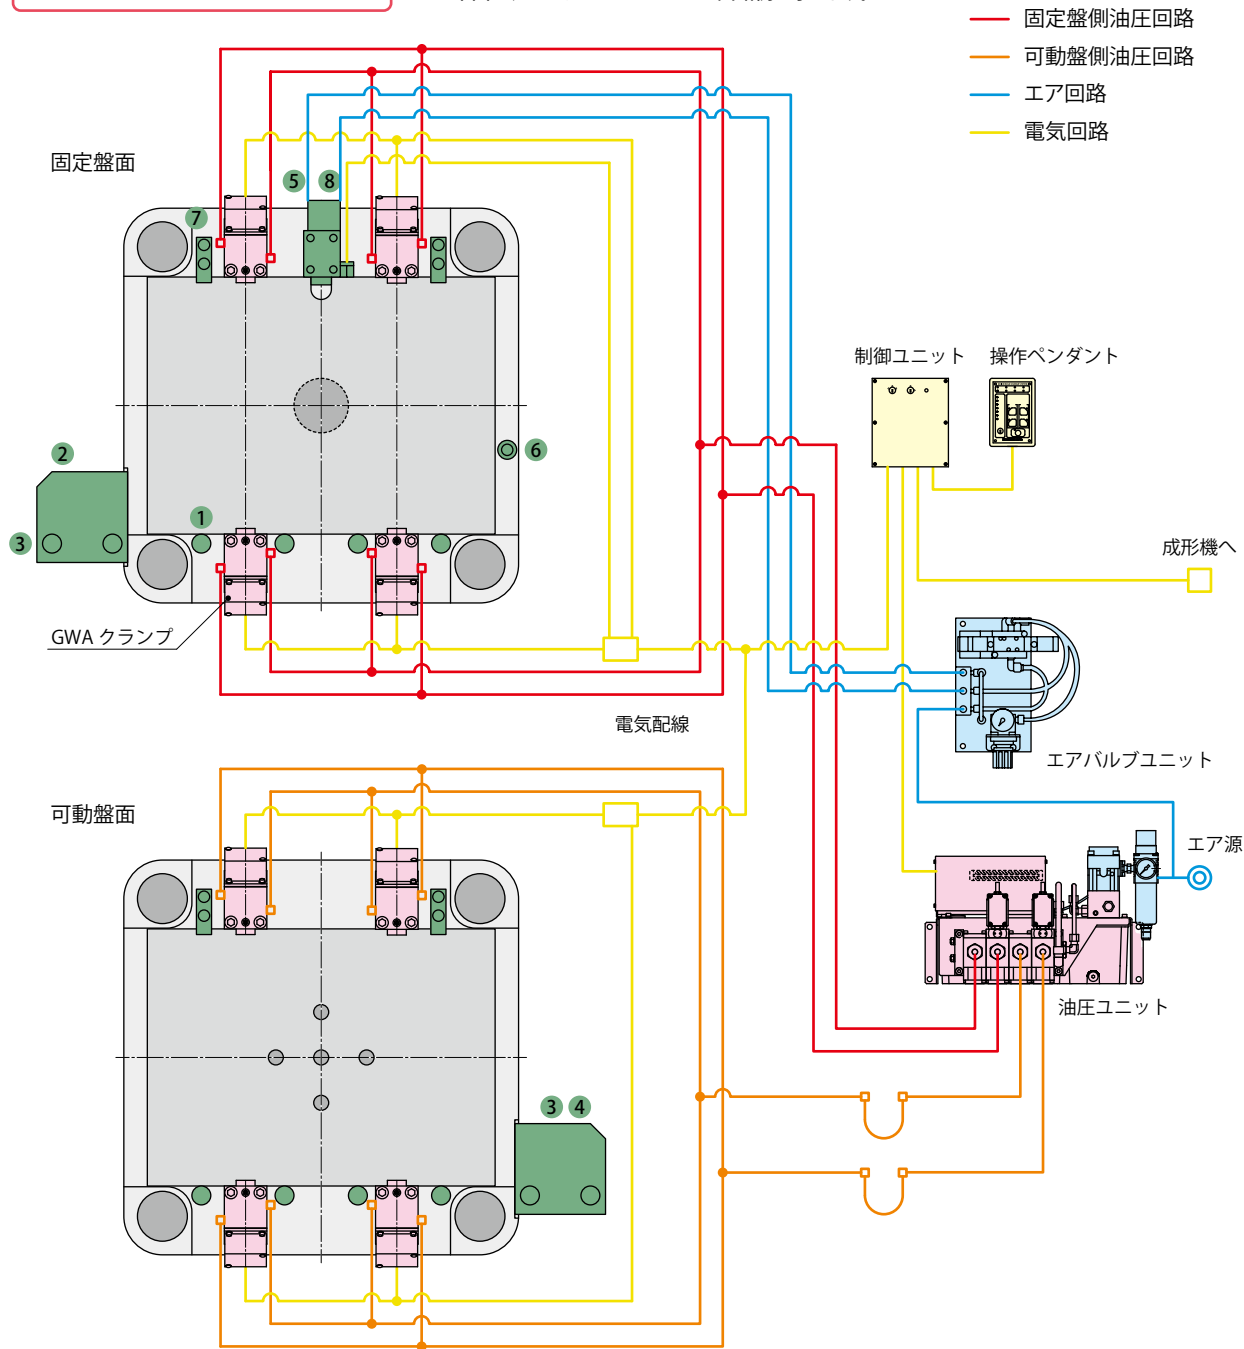 固定盤側油圧回路
可動盤側油圧回路
エア回路
電気回路
固定盤面
5 8
7
制御ユニット 操作ペンダント
2
6
1
3
成形機へ
GWA クランプ
電気配線
エアバルブユニット
可動盤面
エア源
油圧ユニット
3 4